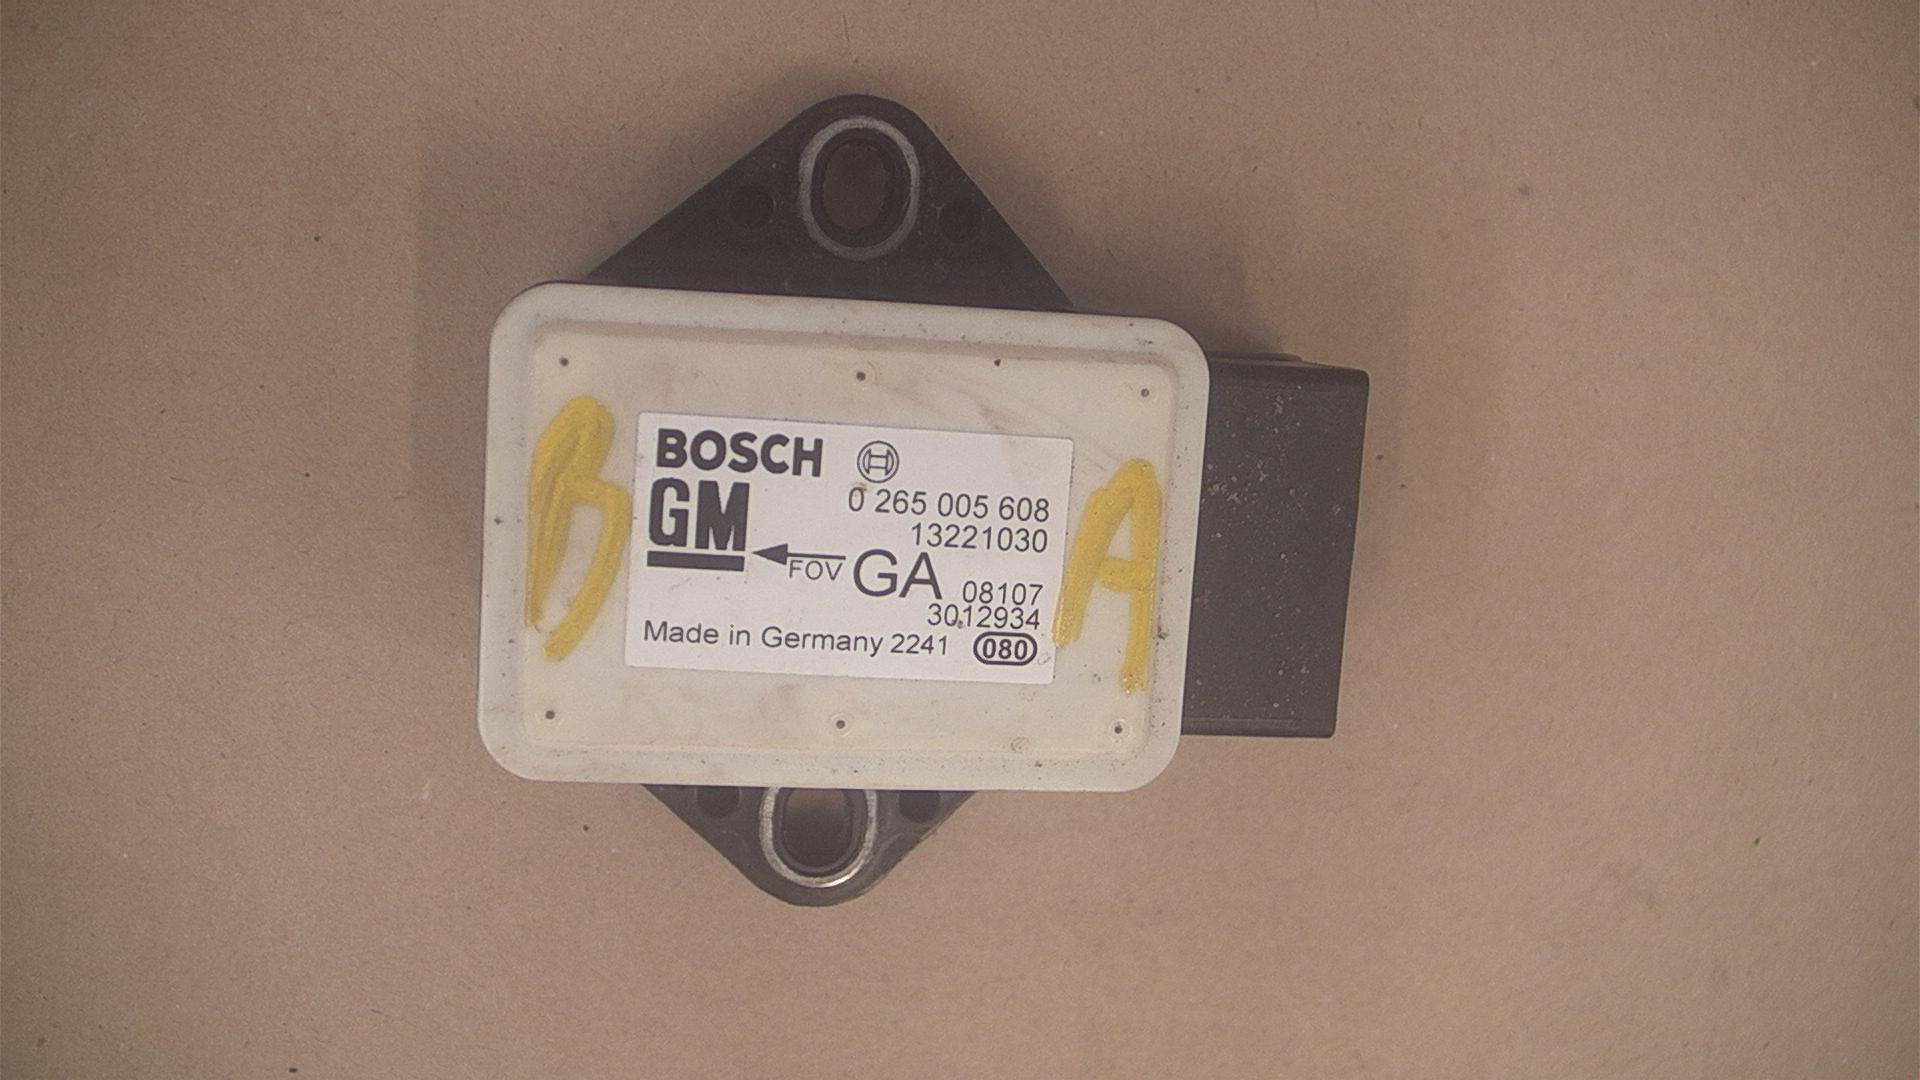 BOSCH
0 265 005 608
GM
13221030
FOV GA 08107
3012934
Made in Germany 2241 080
B
A